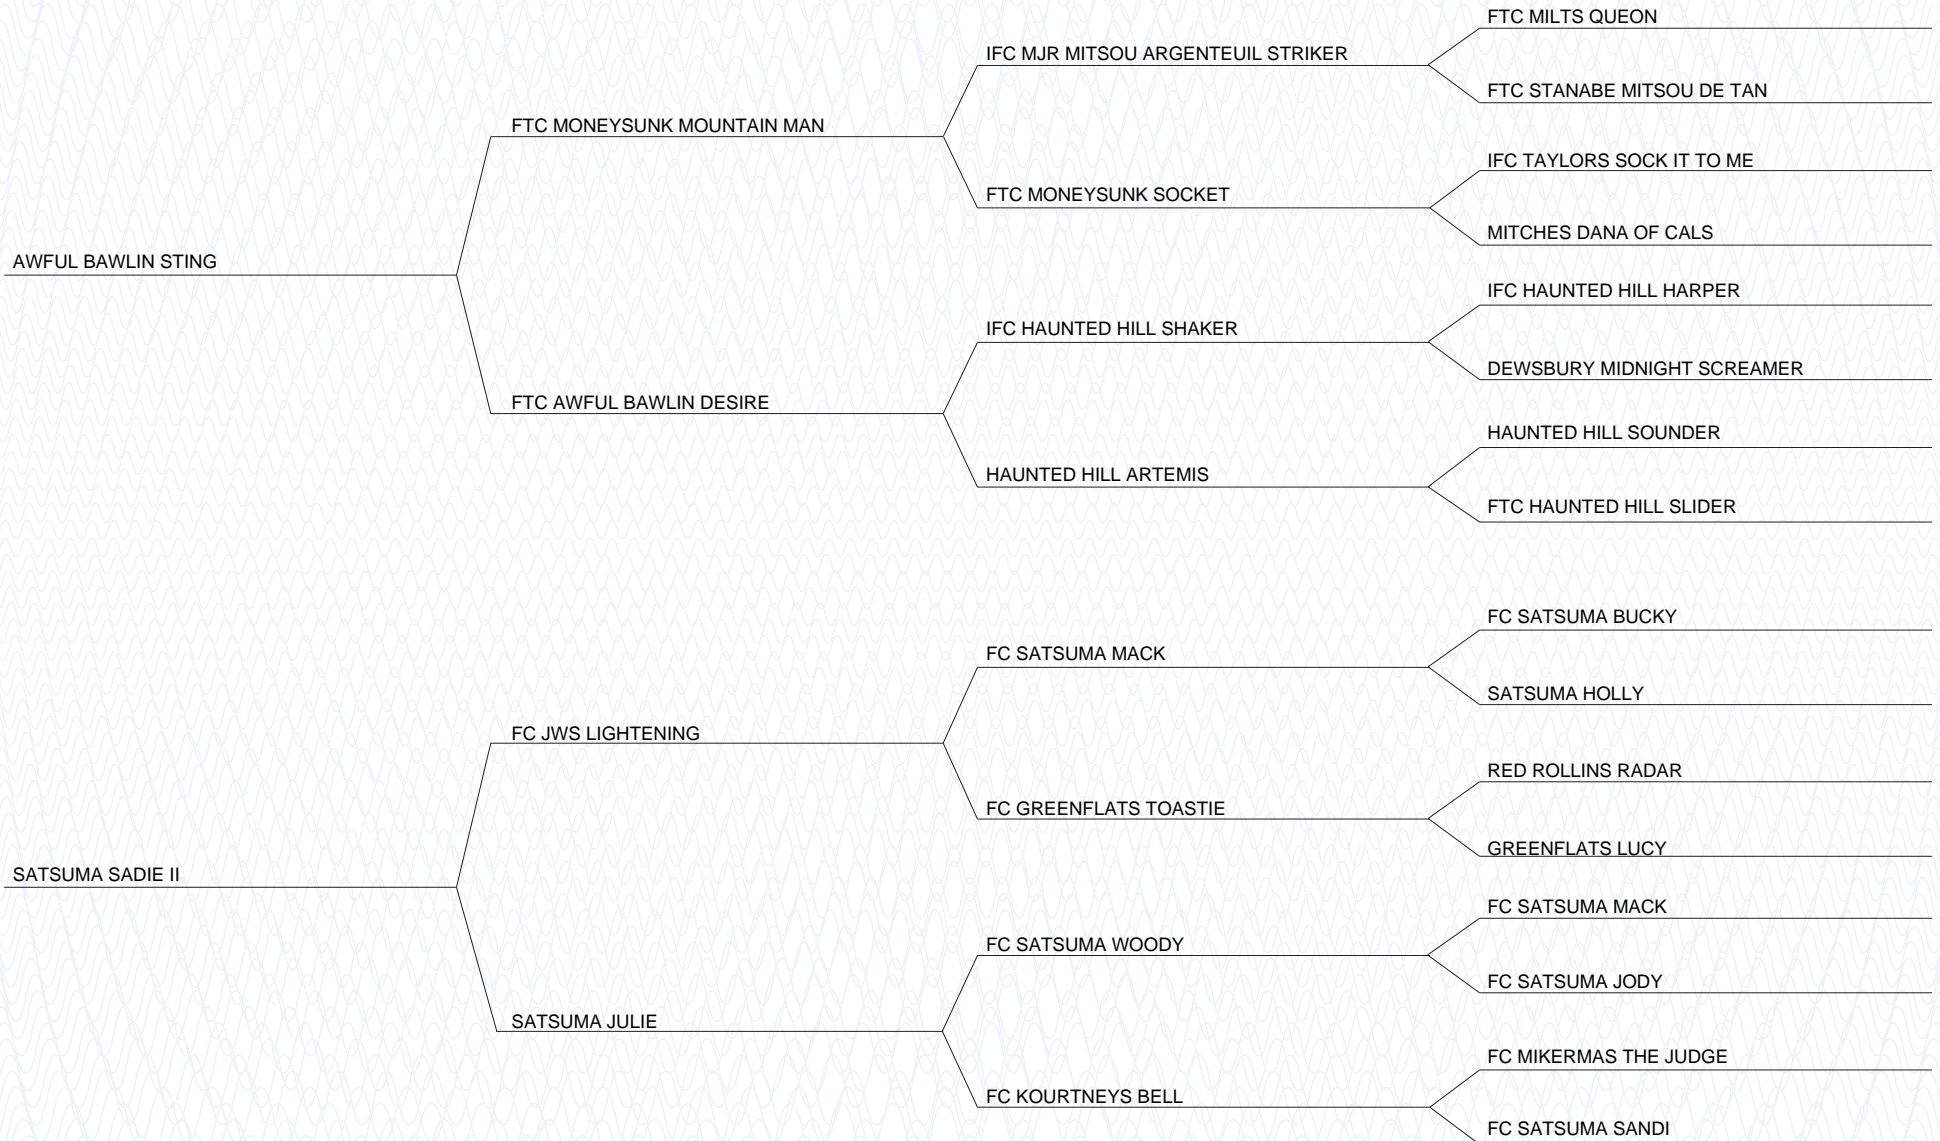 FTC MILTS QUEON
IFC MJR MITSOU ARGENTEUIL STRIKER
FTC STANABE MITSOU DE TAN
FTC MONEYSUNK MOUNTAIN MAN
IFC TAYLORS SOCK IT TO ME
FTC MONEYSUNK SOCKET
MITCHES DANA OF CALS
AWFUL BAWLIN STING
IFC HAUNTED HILL HARPER
IFC HAUNTED HILL SHAKER
DEWSBURY MIDNIGHT SCREAMER
FTC AWFUL BAWLIN DESIRE
HAUNTED HILL SOUNDER
HAUNTED HILL ARTEMIS
FTC HAUNTED HILL SLIDER
FC SATSUMA BUCKY
FC SATSUMA MACK
SATSUMA HOLLY
FC JWS LIGHTENING
RED ROLLINS RADAR
FC GREENFLATS TOASTIE
GREENFLATS LUCY
SATSUMA SADIE II
FC SATSUMA MACK
FC SATSUMA WOODY
FC SATSUMA JODY
SATSUMA JULIE
FC MIKERMAS THE JUDGE
FC KOURTNEYS BELL
FC SATSUMA SANDI